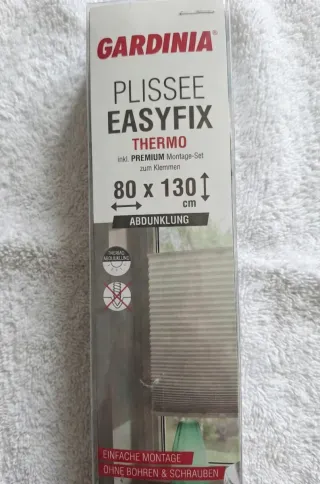 GARDINIA®
PLISSEE
EASYFIX
THERMO
inkl. PREMIUM Montage-Set
zum Klemmen
80 x 130
cm
ABDUNKLUNG
EINFACHE MONTAGE
OHNE BOHREN & SCHRAUBEN